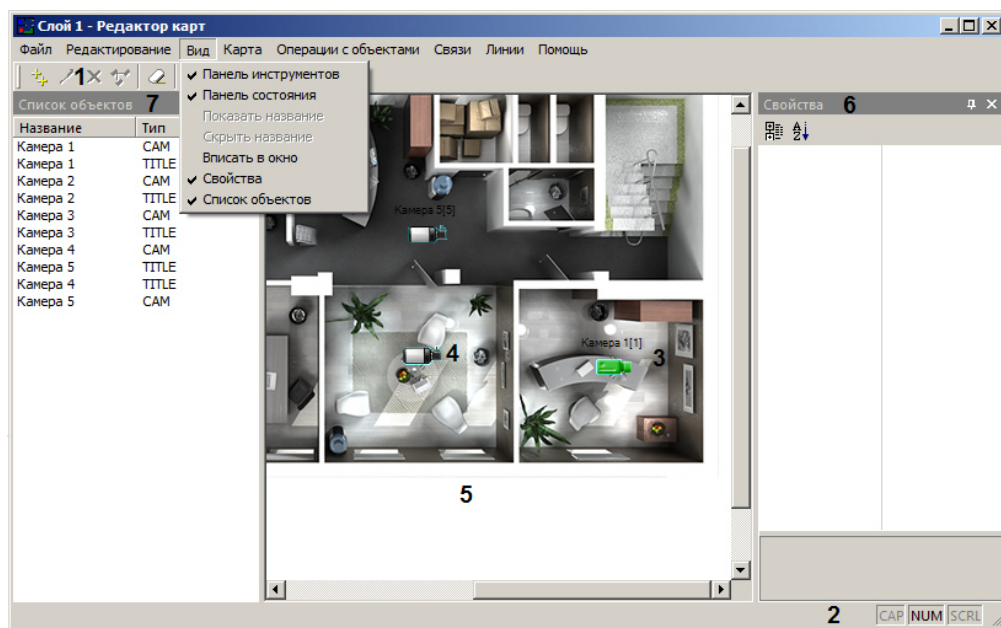 Слой 1 - Редактор карт
Файл Редактирование Вид Карта Операции с объектами Связи Линии Помощь
1
Панель инструментов
Панель состояния
Показать название
Скрыть название
Вписать в окно
Свойства
Список объектов
Список объектов 7
Название Тип
Камера 1 CAM
Камера 1 TITLE
Камера 2 CAM
Камера 2 TITLE
Камера 3 CAM
Камера 3 TITLE
Камера 4 CAM
Камера 5 TITLE
Камера 4 TITLE
Камера 5 CAM
Камера 5[5]
Камера 1[1]
3
4
5
Свойства 6
2 CAP NUM SCRL